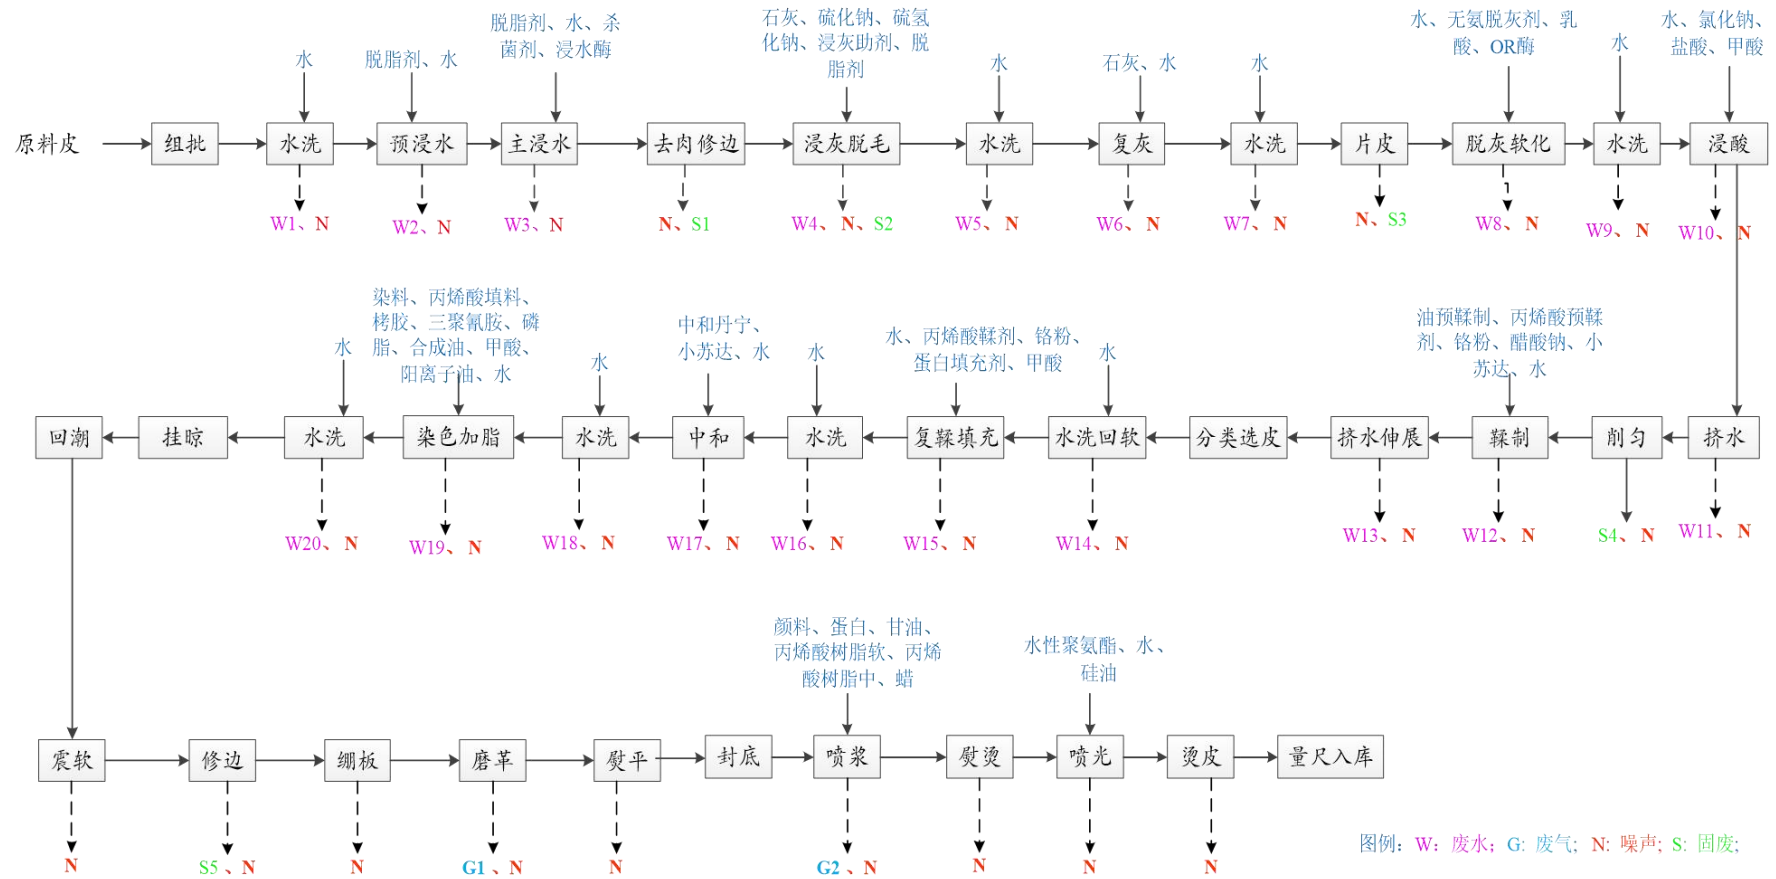 水
脱脂剂、水
脱脂剂、水、杀
菌剂、浸水酶
石灰、硫化钠、硫氢
化钠、浸灰助剂、脱
脂剂
水
石灰、水
水
水、无氨脱灰剂、乳
酸、OR酶
水
水、氯化钠、
盐酸、甲酸
原料皮
组批
水洗
预浸水
主浸水
去肉修边
浸灰脱毛
水洗
复灰
水洗
片皮
脱灰软化
水洗
浸酸
W1、N
W2、N
W3、N
N、S1
W4、N、S2
W5、N
W6、N
W7、N
N、S3
W8、N
W9、N
W10、N
水
染料、丙烯酸填料、
栲胶、三聚氰胺、磷
脂、合成油、甲酸、
阳离子油、水
水
中和丹宁、
小苏达、水
水
水、丙烯酸鞣剂、铬粉、
蛋白填充剂、甲酸
水
油预鞣制、丙烯酸预鞣
剂、铬粉、醋酸钠、小
苏达、水
回潮
挂晾
水洗
染色加脂
水洗
中和
水洗
复鞣填充
水洗回软
分类选皮
挤水伸展
鞣制
削匀
挤水
W20、N
W19、N
W18、N
W17、N
W16、N
W15、N
W14、N
W13、N
W12、N
S4、N
W11、N
颜料、蛋白、甘油、
丙烯酸树脂软、丙烯
酸树脂中、蜡
水性聚氨酯、水、
硅油
震软
修边
绷板
磨革
熨平
封底
喷浆
熨烫
喷光
烫皮
量尺入库
N
S5、N
N
G1、N
N
G2、N
N
N
N
图例：W：废水；G：废气；N：噪声；S：固废；